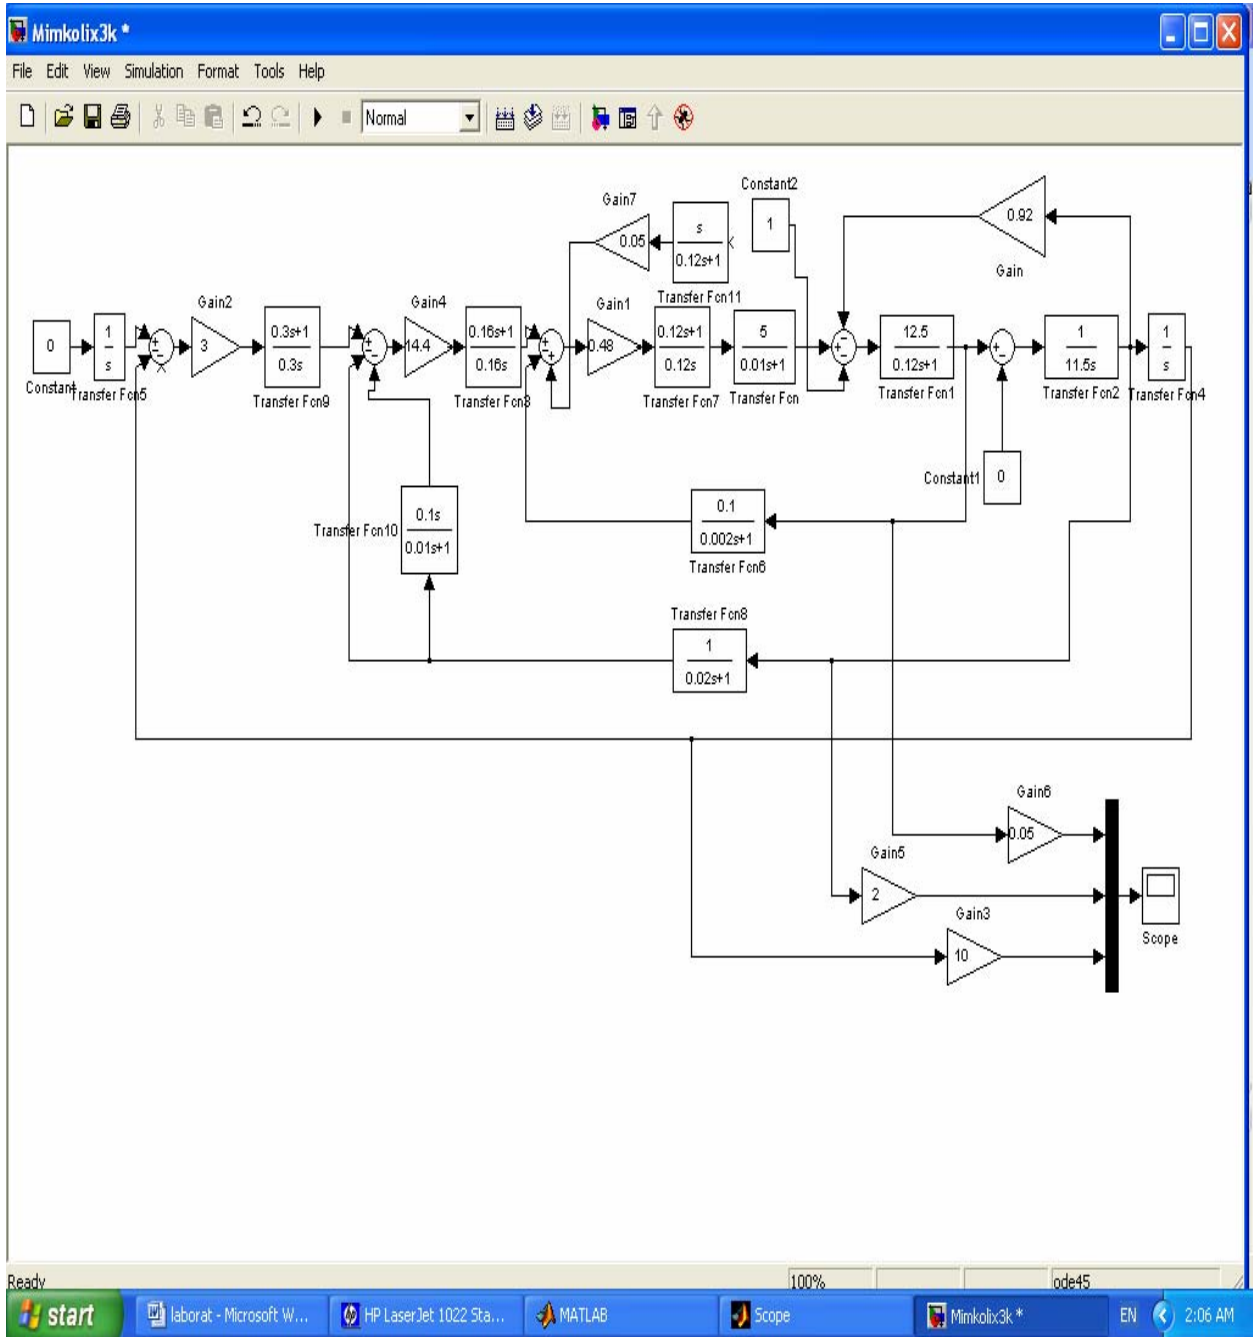 Mimkolix3k *
File Edit View Simulation Format Tools Help
Normal
Constant2
1
Gain7
0.05
s
0.12s+1
Transfer Fcn11
0.92
Gain
0
Constant
1
s
Transfer Fcn5
Gain2
3
0.3s+1
0.3s
Transfer Fcn9
Gain4
14.4
0.16s+1
0.16s
Transfer Fcn3
Gain1
0.48
0.12s+1
0.12s
Transfer Fcn7
5
0.01s+1
Transfer Fcn
12.5
0.12s+1
Transfer Fcn1
1
11.5s
Transfer Fcn2
1
s
Transfer Fcn4
Constant1
0
Transfer Fcn10
0.1s
0.01s+1
0.1
0.002s+1
Transfer Fcn6
Transfer Fcn8
1
0.02s+1
Gain6
0.05
Gain5
2
Gain3
10
Scope
Ready 100% ode45
start laborat - Microsoft W... HP LaserJet 1022 Sta... MATLAB Scope Mimkolix3k * EN 2:06 AM